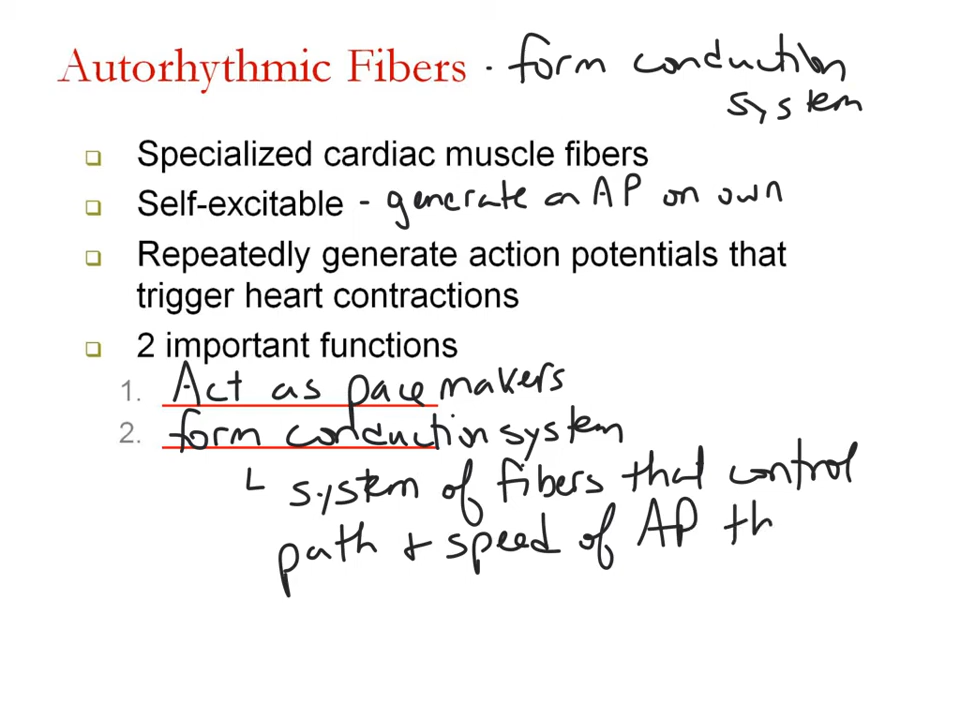 Autorhythmic Fibers · form conduction
system
Specialized cardiac muscle fibers
Self-excitable - generate an AP on own
Repeatedly generate action potentials that
trigger heart contractions
2 important functions
1. Act as pacemakers
2. form conduction system
system of fibers that control
path + speed of AP th